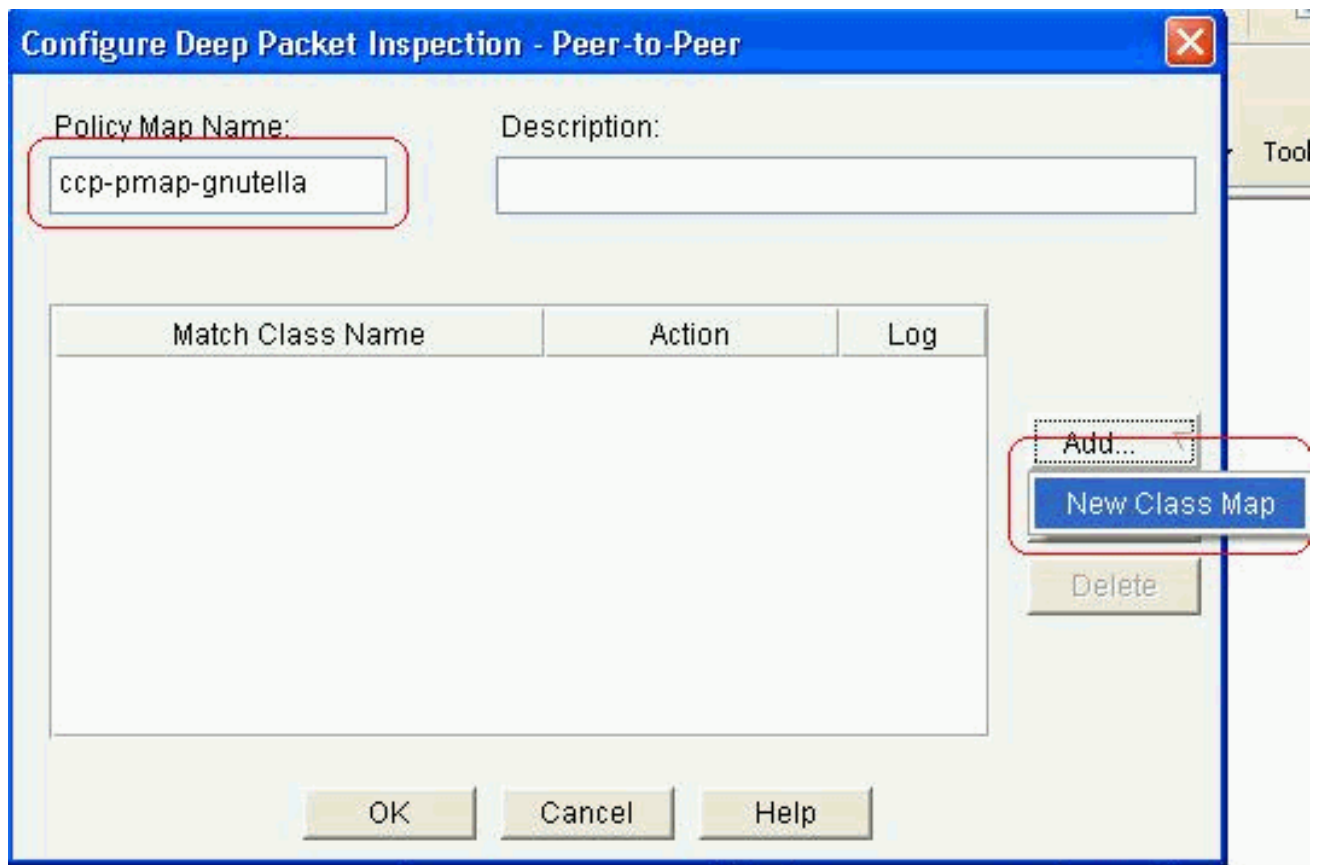 Configure Deep Packet Inspection - Peer-to-Peer
Tool
Policy Map Name:
Description:
ccp-pmap-gnutella
Match Class Name
Action
Log
Add...
New Class Map
Delete
OK
Cancel
Help